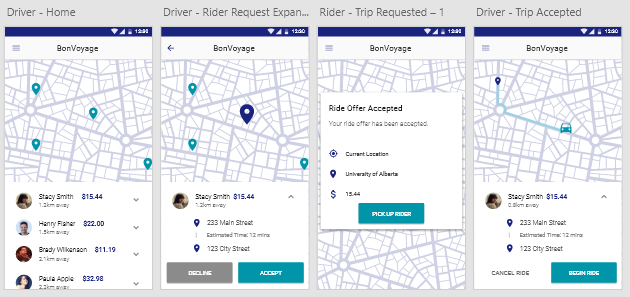 Driver - Home
12:30
BonVoyage
Stacy Smith $15.44
1.2km away
Henry Fisher $22.00
1.5km away
Brady Wilkenson $11.19
2.1km away
Paula Apple $32.98
2.3km away
Driver - Rider Request Expan...
12:30
BonVoyage
Stacy Smith $15.44
1.2km away
233 Main Street
Estimated Time: 12 mins
123 City Street
DECLINE
ACCEPT
Rider - Trip Requested – 1
12:30
BonVoyage
Ride Offer Accepted
Your ride offer has been accepted.
Current Location
University of Alberta
$ 15.44
PICK UP RIDER
Driver - Trip Accepted
12:30
BonVoyage
Stacy Smith $15.44
0.8km away
233 Main Street
Estimated Time: 12 mins
123 City Street
CANCEL RIDE
BEGIN RIDE